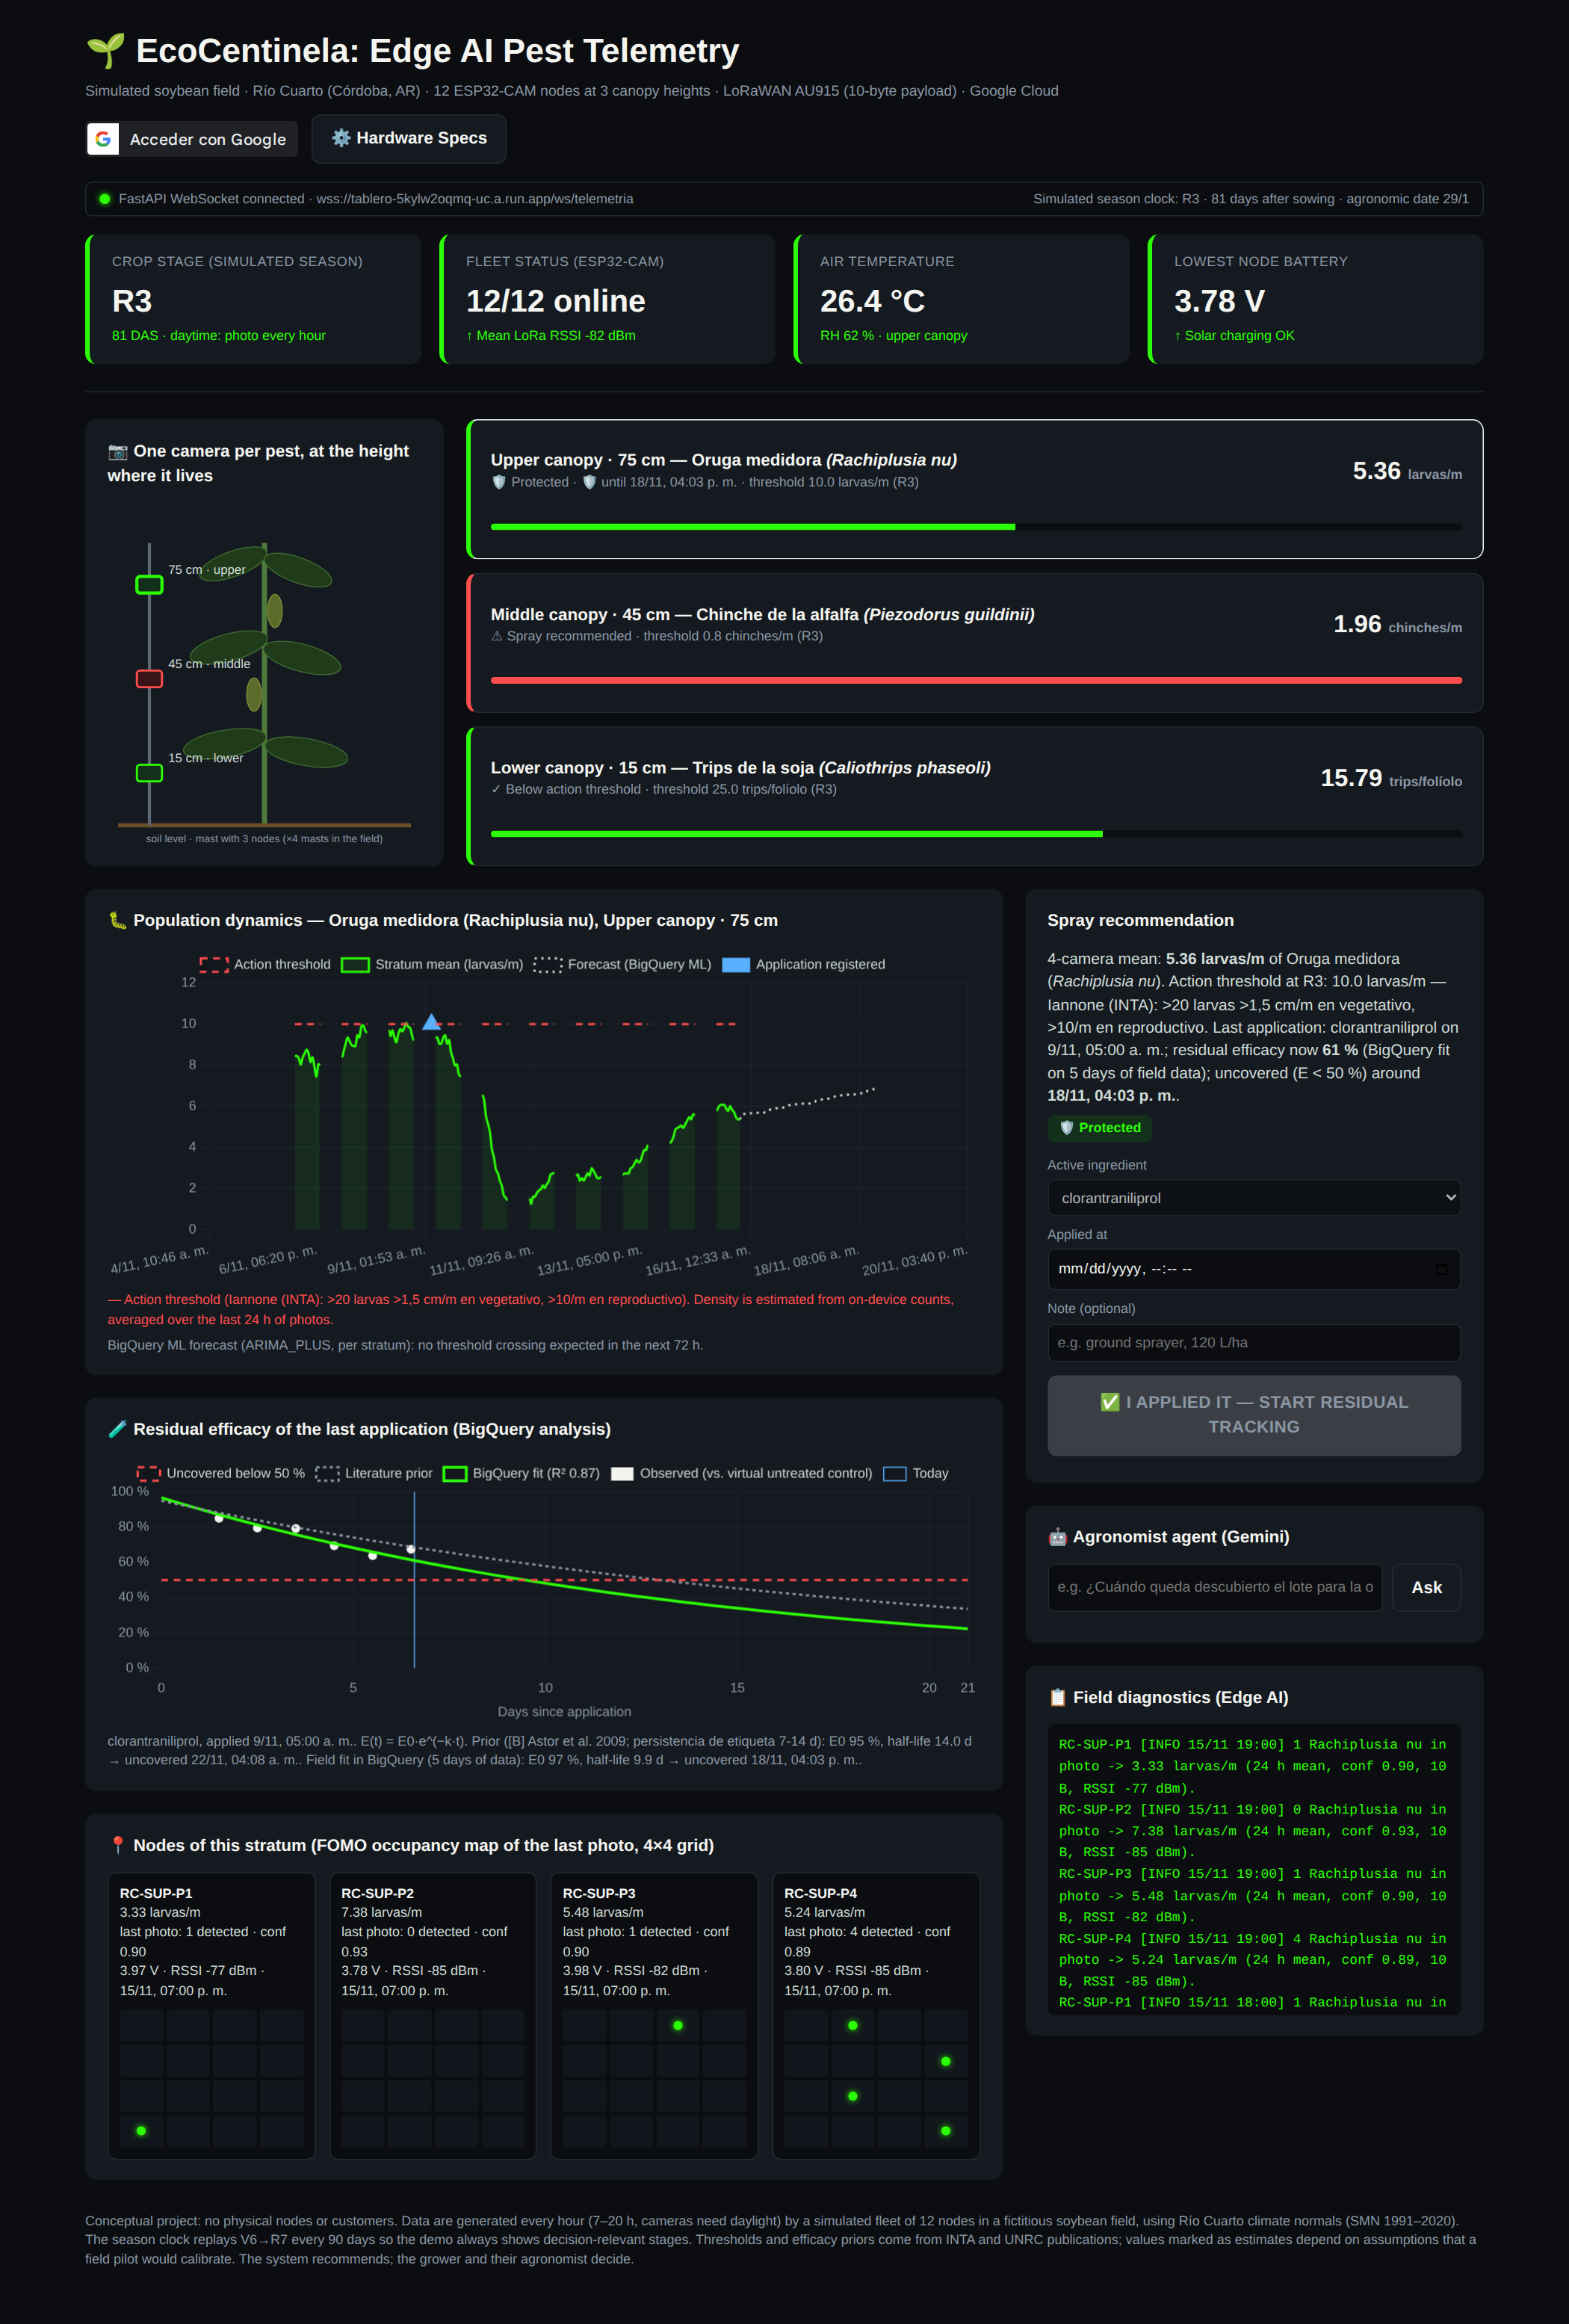 🌱 EcoCentinela: Edge AI Pest Telemetry
Simulated soybean field · Río Cuarto (Córdoba, AR) · 12 ESP32-CAM nodes at 3 canopy heights · LoRaWAN AU915 (10-byte payload) · Google Cloud
Acceder con Google
⚙️ Hardware Specs
FastAPI WebSocket connected · wss://tablero-5kylw2oqmq-uc.a.run.app/ws/telemetria
Simulated season clock: R3 · 81 days after sowing · agronomic date 29/1
CROP STAGE (SIMULATED SEASON)
R3
81 DAS · daytime: photo every hour
FLEET STATUS (ESP32-CAM)
12/12 online
↑ Mean LoRa RSSI -82 dBm
AIR TEMPERATURE
26.4 °C
RH 62 % · upper canopy
LOWEST NODE BATTERY
3.78 V
↑ Solar charging OK
📷 One camera per pest, at the height
where it lives
75 cm · upper
45 cm · middle
15 cm · lower
soil level · mast with 3 nodes (×4 masts in the field)
Upper canopy · 75 cm — Oruga medidora (Rachiplusia nu)
🛡️ Protected · 🛡️ until 18/11, 04:03 p. m. · threshold 10.0 larvas/m (R3)
5.36 larvas/m
Middle canopy · 45 cm — Chinche de la alfalfa (Piezodorus guildinii)
⚠ Spray recommended · threshold 0.8 chinches/m (R3)
1.96 chinches/m
Lower canopy · 15 cm — Trips de la soja (Caliothrips phaseoli)
✓ Below action threshold · threshold 25.0 trips/folíolo (R3)
15.79 trips/folíolo
🐛 Population dynamics — Oruga medidora (Rachiplusia nu), Upper canopy · 75 cm
Action threshold
Stratum mean (larvas/m)
Forecast (BigQuery ML)
Application registered
12
10
8
6
4
2
0
4/11, 10:46 a. m.
6/11, 06:20 p. m.
9/11, 01:53 a. m.
11/11, 09:26 a. m.
13/11, 05:00 p. m.
16/11, 12:33 a. m.
18/11, 08:06 a. m.
20/11, 03:40 p. m.
— Action threshold (Iannone (INTA): >20 larvas >1,5 cm/m en vegetativo, >10/m en reproductivo). Density is estimated from on-device counts,
averaged over the last 24 h of photos.
BigQuery ML forecast (ARIMA_PLUS, per stratum): no threshold crossing expected in the next 72 h.
🧪 Residual efficacy of the last application (BigQuery analysis)
Uncovered below 50 %
Literature prior
BigQuery fit (R² 0.87)
Observed (vs. virtual untreated control)
Today
100 %
80 %
60 %
40 %
20 %
0 %
0
5
10
15
20
21
Days since application
clorantraniliprol, applied 9/11, 05:00 a. m.. E(t) = E0·e^(−k·t). Prior ([B] Astor et al. 2009; persistencia de etiqueta 7-14 d): E0 95 %, half-life 14.0 d
→ uncovered 22/11, 04:08 a. m.. Field fit in BigQuery (5 days of data): E0 97 %, half-life 9.9 d → uncovered 18/11, 04:03 p. m..
📍 Nodes of this stratum (FOMO occupancy map of the last photo, 4×4 grid)
RC-SUP-P1
3.33 larvas/m
last photo: 1 detected · conf
0.90
3.97 V · RSSI -77 dBm ·
15/11, 07:00 p. m.
RC-SUP-P2
7.38 larvas/m
last photo: 0 detected · conf
0.93
3.78 V · RSSI -85 dBm ·
15/11, 07:00 p. m.
RC-SUP-P3
5.48 larvas/m
last photo: 1 detected · conf
0.90
3.98 V · RSSI -82 dBm ·
15/11, 07:00 p. m.
RC-SUP-P4
5.24 larvas/m
last photo: 4 detected · conf
0.89
3.80 V · RSSI -85 dBm ·
15/11, 07:00 p. m.
Spray recommendation
4-camera mean: 5.36 larvas/m of Oruga medidora
(Rachiplusia nu). Action threshold at R3: 10.0 larvas/m —
Iannone (INTA): >20 larvas >1,5 cm/m en vegetativo,
>10/m en reproductivo. Last application: clorantraniliprol on
9/11, 05:00 a. m.; residual efficacy now 61 % (BigQuery fit
on 5 days of field data); uncovered (E < 50 %) around
18/11, 04:03 p. m..
🛡️ Protected
Active ingredient
clorantraniliprol
Applied at
mm/dd/yyyy, --:-- --
Note (optional)
e.g. ground sprayer, 120 L/ha
✅ I APPLIED IT — START RESIDUAL
TRACKING
🤖 Agronomist agent (Gemini)
e.g. ¿Cuándo queda descubierto el lote para la o
Ask
📋 Field diagnostics (Edge AI)
RC-SUP-P1 [INFO 15/11 19:00] 1 Rachiplusia nu in
photo -> 3.33 larvas/m (24 h mean, conf 0.90, 10
B, RSSI -77 dBm).
RC-SUP-P2 [INFO 15/11 19:00] 0 Rachiplusia nu in
photo -> 7.38 larvas/m (24 h mean, conf 0.93, 10
B, RSSI -85 dBm).
RC-SUP-P3 [INFO 15/11 19:00] 1 Rachiplusia nu in
photo -> 5.48 larvas/m (24 h mean, conf 0.90, 10
B, RSSI -82 dBm).
RC-SUP-P4 [INFO 15/11 19:00] 4 Rachiplusia nu in
photo -> 5.24 larvas/m (24 h mean, conf 0.89, 10
B, RSSI -85 dBm).
RC-SUP-P1 [INFO 15/11 18:00] 1 Rachiplusia nu in
Conceptual project: no physical nodes or customers. Data are generated every hour (7–20 h, cameras need daylight) by a simulated fleet of 12 nodes in a fictitious soybean field, using Río Cuarto climate normals (SMN 1991–2020).
The season clock replays V6→R7 every 90 days so the demo always shows decision-relevant stages. Thresholds and efficacy priors come from INTA and UNRC publications; values marked as estimates depend on assumptions that a
field pilot would calibrate. The system recommends; the grower and their agronomist decide.